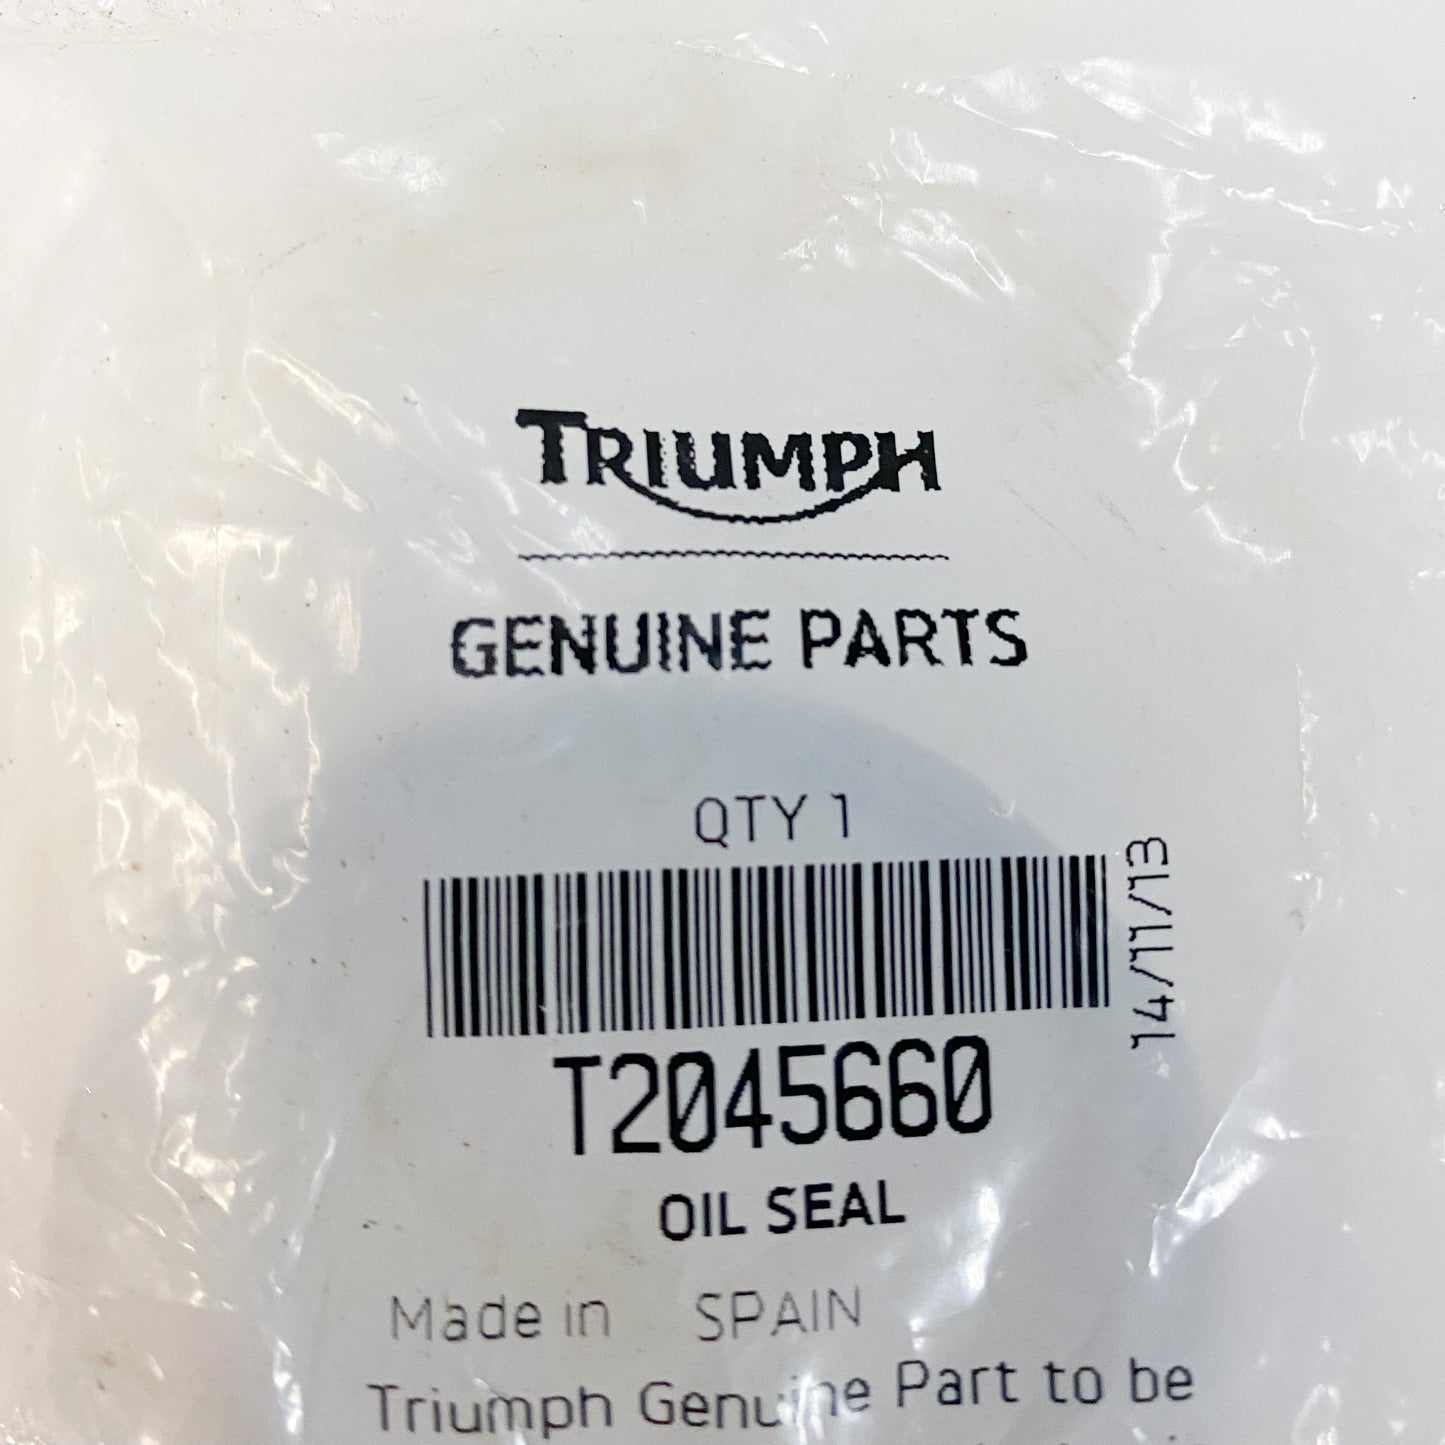 TRIUMPH
GENUINE PARTS
QTY 1
14/11/13
T2045660
OIL SEAL
Made in SPAIN
Triumph Genuine Part to be